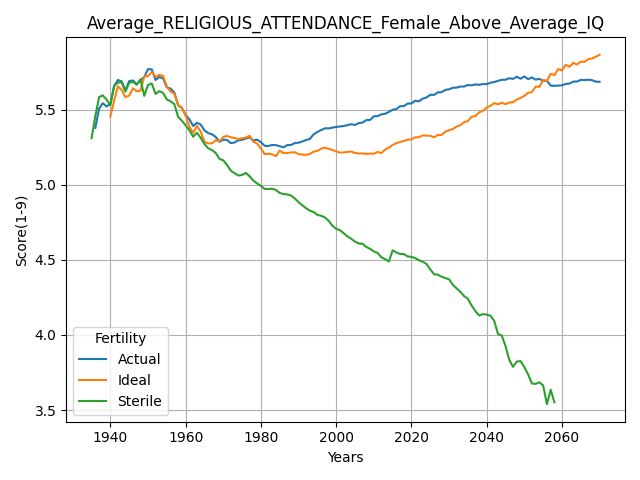 Average_RELIGIOUS_ATTENDANCE_Female_Above_Average_IQ
Score(1-9)
5.5
5.0
4.5
4.0
3.5
Fertility
Actual
Ideal
Sterile
1940 1960 1980 2000 2020 2040 2060
Years